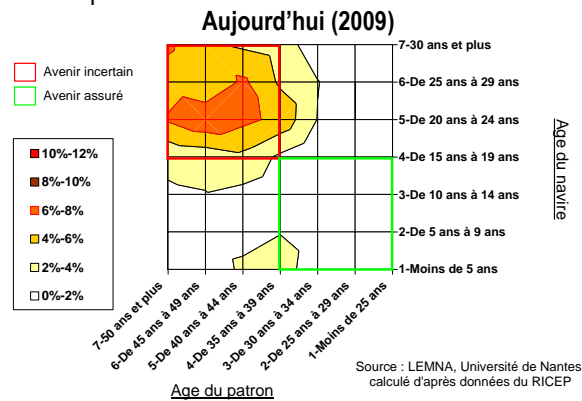 Aujourd'hui (2009)
Avenir incertain
Avenir assuré
10%-12%
8%-10%
6%-8%
4%-6%
2%-4%
0%-2%
7-30 ans et plus
6-De 25 ans à 29 ans
5-De 20 ans à 24 ans
4-De 15 ans à 19 ans
3-De 10 ans à 14 ans
2-De 5 ans à 9 ans
1-Moins de 5 ans
Age du navire
7-50 ans et plus
6-De 45 ans à 49 ans
5-De 40 ans à 44 ans
4-De 35 ans à 39 ans
3-De 30 ans à 34 ans
2-De 25 ans à 29 ans
1-Moins de 25 ans
Age du patron
Source : LEMNA, Université de Nantes
calculé d'après données du RICEP